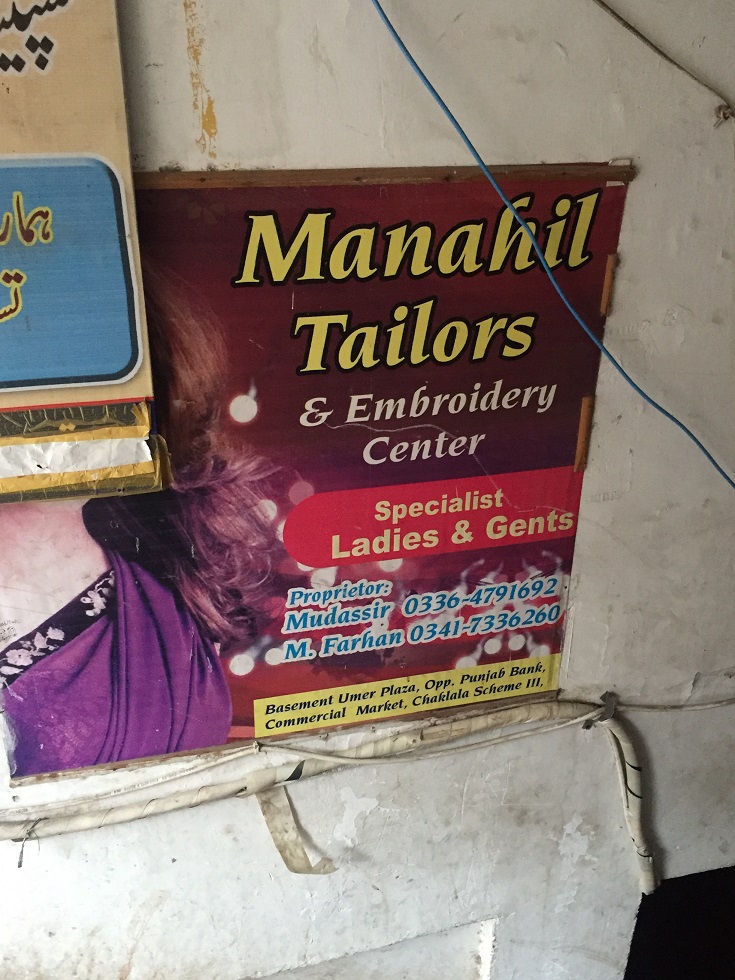 ہمار
Manahil
Tailors
& Embroidery
Center
Specialist
Ladies & Gents
Proprietor:
Mudassir 0336-4791692
M. Farhan 0341-7336260
Basement Umer Plaza, Opp. Punjab Bank,
Commercial Market, Chaklala Scheme III,